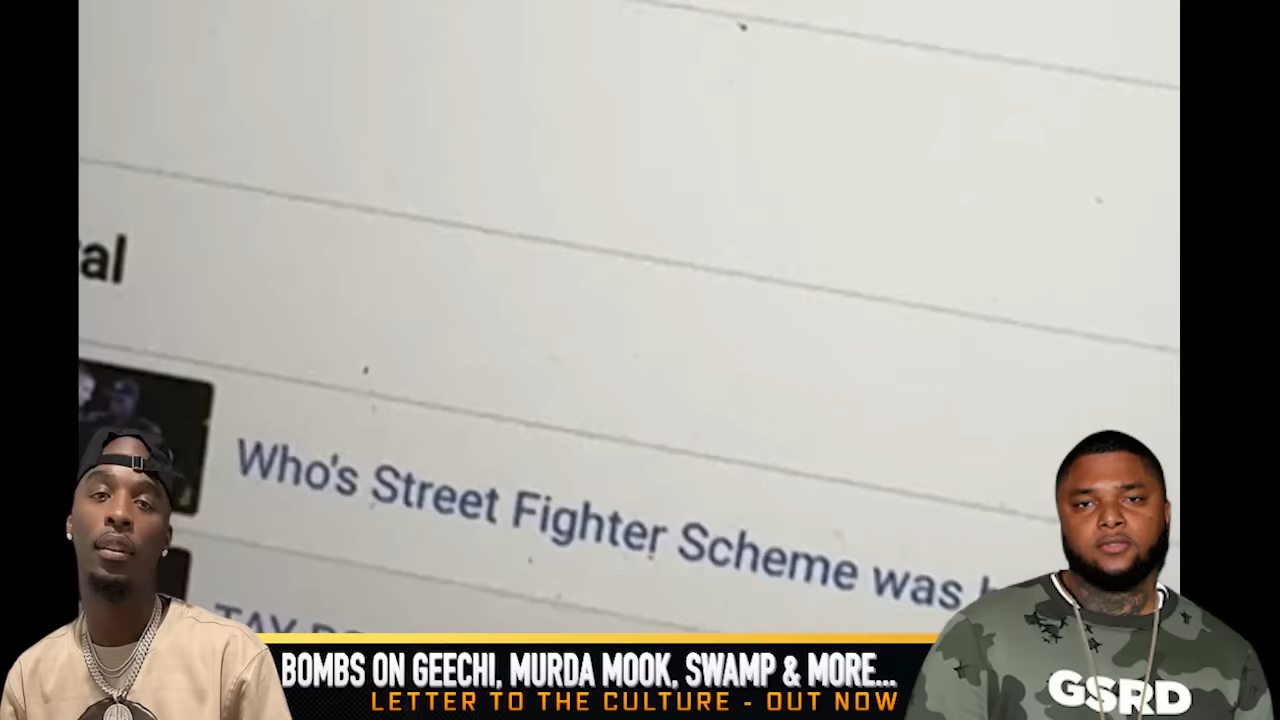 al
Who's Street Fighter Scheme was
TAY
BOMBS ON GEECHI, MURDA MOOK, SWAMP & MORE...
LETTER TO THE CULTURE - OUT NOW
GSRD